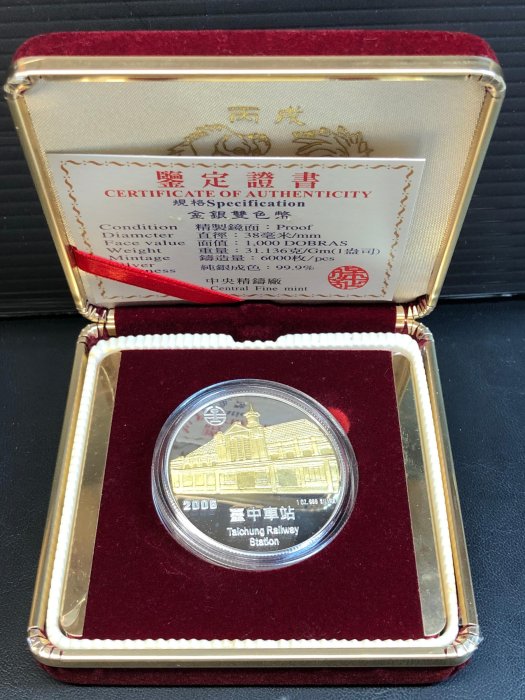 丙戌
鑒定證書
CERTIFICATE OF AUTHENTICITY
規格Specification
金銀雙色幣
Condition 精製鏡面：Proof
Diameter 直徑：38毫米/mm
Face value 面值：1,000 DOBRAS
Weight 重量：31.136克/Gm(1盎司)
Mintage 鑄造量：6000枚/pcs
Silver 純銀成色：99.9%
中央精鑄廠
Central Fine mint
2006
1 OZ .999
臺中車站
Taichung Railway
Station